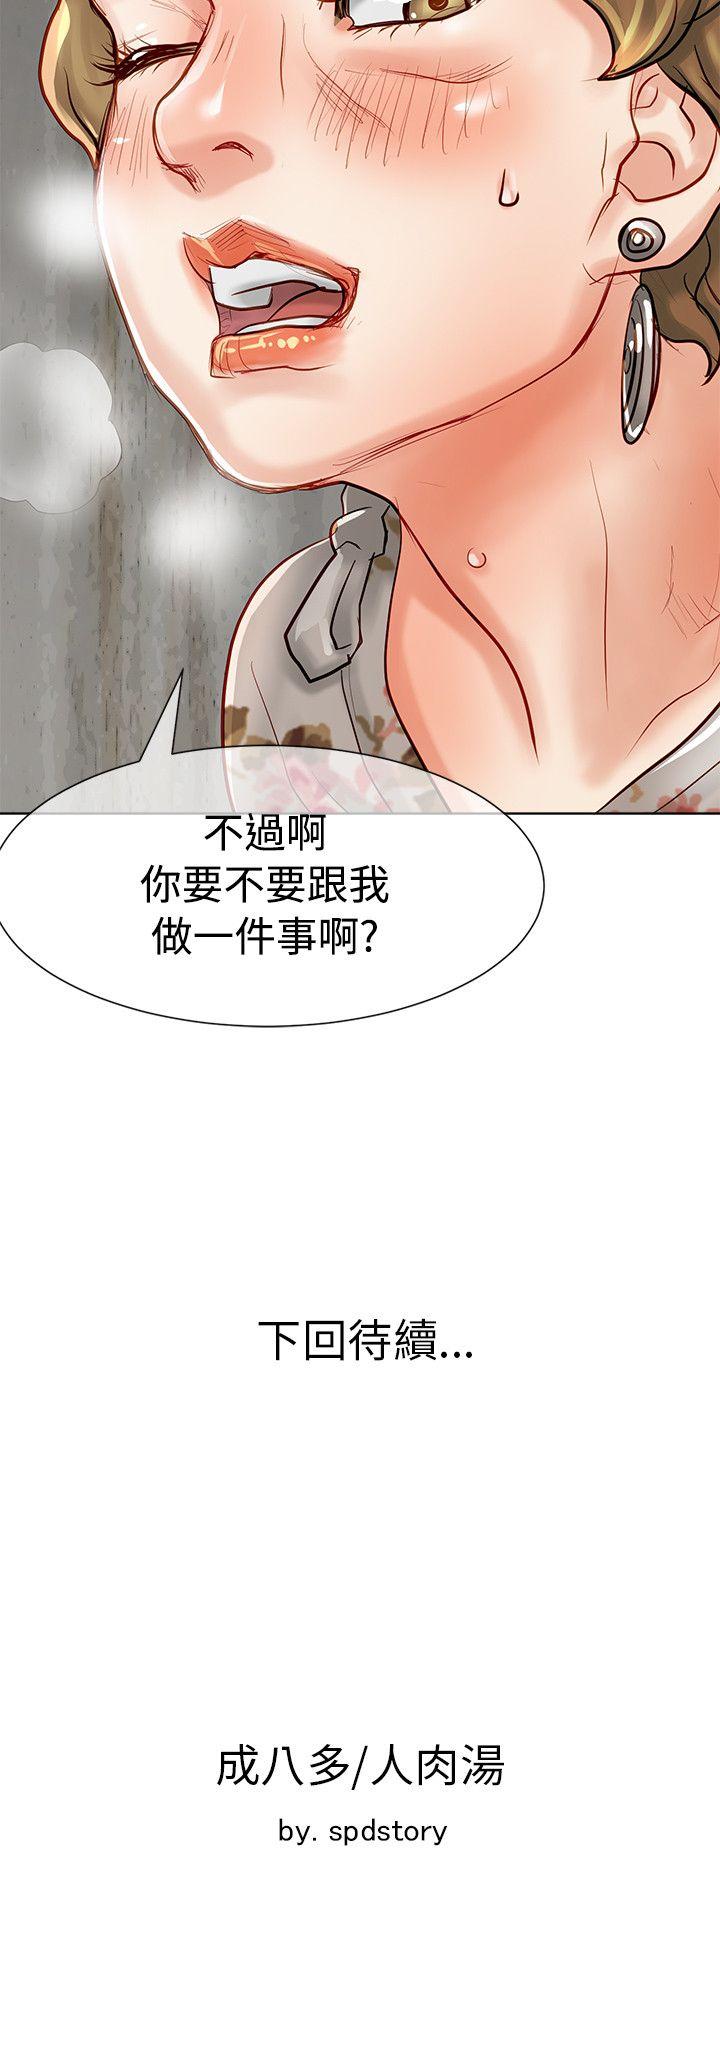 不過啊
你要不要跟我
做一件事啊?
下回待續...
成八多/人肉湯
by. spdstory